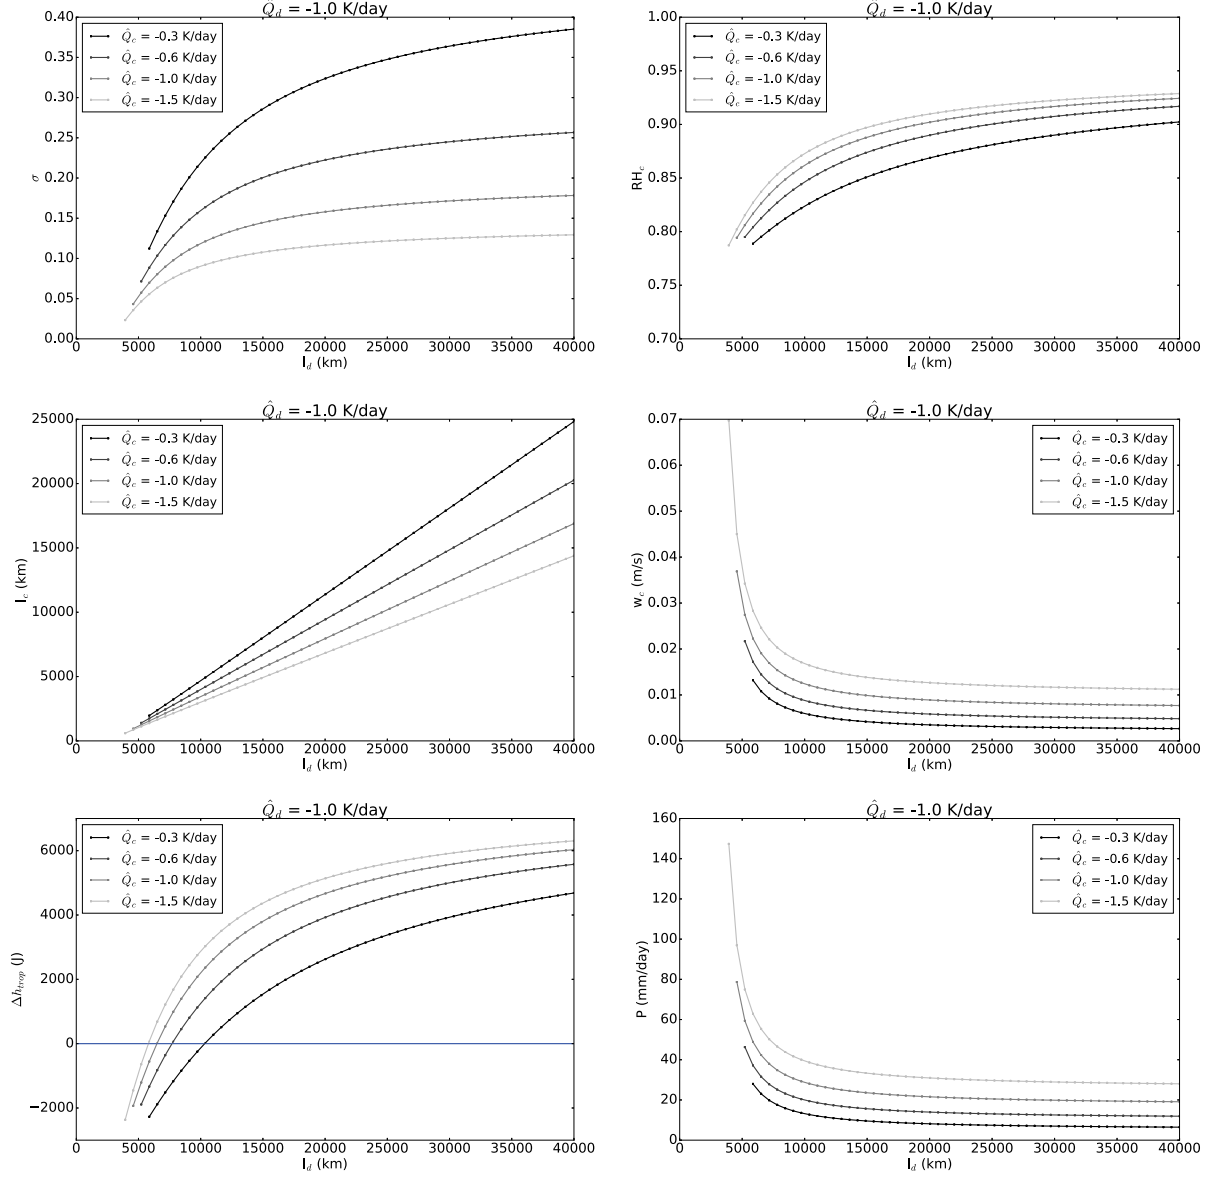 Q̂_d = -1.0 K/day
0.40
0.35
0.30
0.25
0.20
0.15
0.10
0.05
0.00
σ
Q̂_c = -0.3 K/day
Q̂_c = -0.6 K/day
Q̂_c = -1.0 K/day
Q̂_c = -1.5 K/day
0 5000 10000 15000 20000 25000 30000 35000 40000
l_d (km)
Q̂_d = -1.0 K/day
1.00
0.95
0.90
0.85
0.80
0.75
0.70
RH_c
Q̂_c = -0.3 K/day
Q̂_c = -0.6 K/day
Q̂_c = -1.0 K/day
Q̂_c = -1.5 K/day
0 5000 10000 15000 20000 25000 30000 35000 40000
l_d (km)
Q̂_d = -1.0 K/day
25000
20000
15000
10000
5000
0
l_c (km)
Q̂_c = -0.3 K/day
Q̂_c = -0.6 K/day
Q̂_c = -1.0 K/day
Q̂_c = -1.5 K/day
0 5000 10000 15000 20000 25000 30000 35000 40000
l_d (km)
Q̂_d = -1.0 K/day
0.07
0.06
0.05
0.04
0.03
0.02
0.01
0.00
w_c (m/s)
Q̂_c = -0.3 K/day
Q̂_c = -0.6 K/day
Q̂_c = -1.0 K/day
Q̂_c = -1.5 K/day
0 5000 10000 15000 20000 25000 30000 35000 40000
l_d (km)
Q̂_d = -1.0 K/day
6000
4000
2000
0
−2000
Δh_trop (J)
Q̂_c = -0.3 K/day
Q̂_c = -0.6 K/day
Q̂_c = -1.0 K/day
Q̂_c = -1.5 K/day
0 5000 10000 15000 20000 25000 30000 35000 40000
l_d (km)
Q̂_d = -1.0 K/day
160
140
120
100
80
60
40
20
0
P (mm/day)
Q̂_c = -0.3 K/day
Q̂_c = -0.6 K/day
Q̂_c = -1.0 K/day
Q̂_c = -1.5 K/day
0 5000 10000 15000 20000 25000 30000 35000 40000
l_d (km)